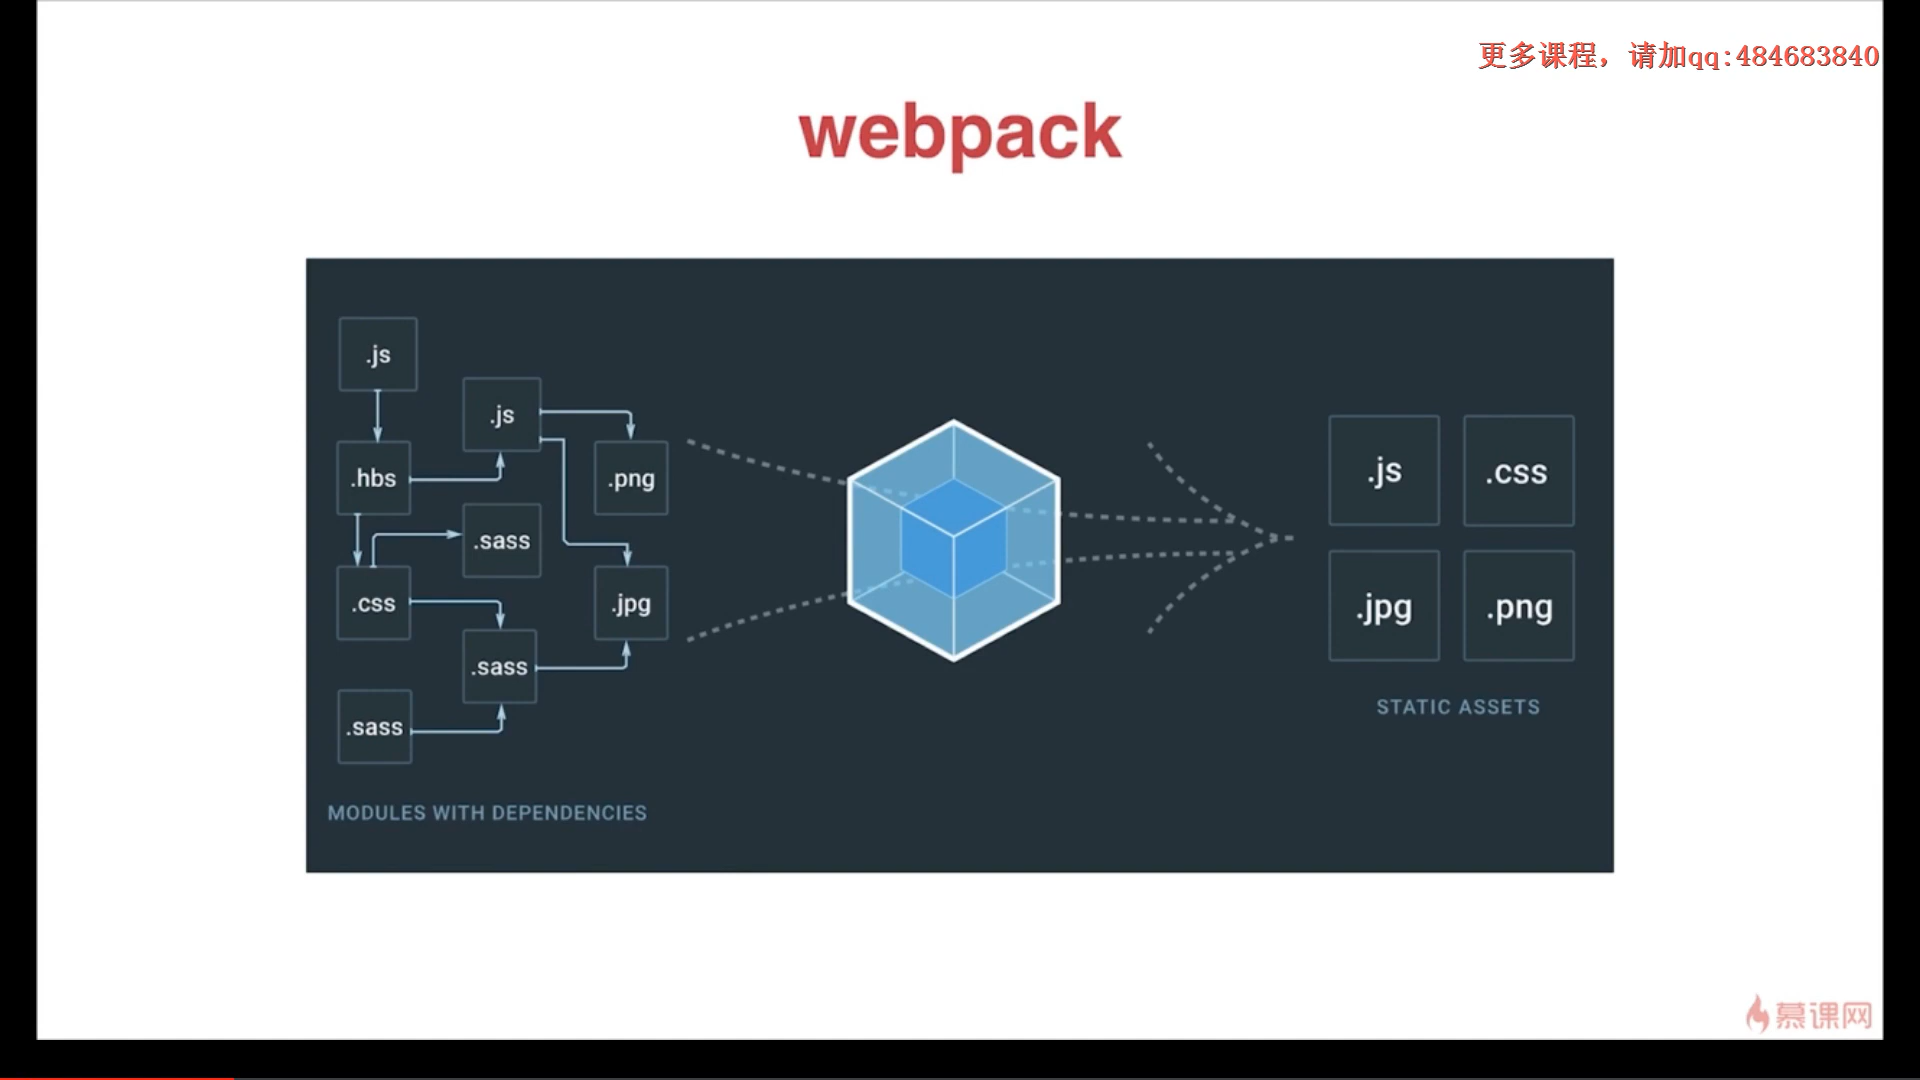 更多课程，请加qq:484683840
webpack
.js
.js
.hbs
.png
.sass
.css
.jpg
.sass
.sass
MODULES WITH DEPENDENCIES
.js
.css
.jpg
.png
STATIC ASSETS
慕课网